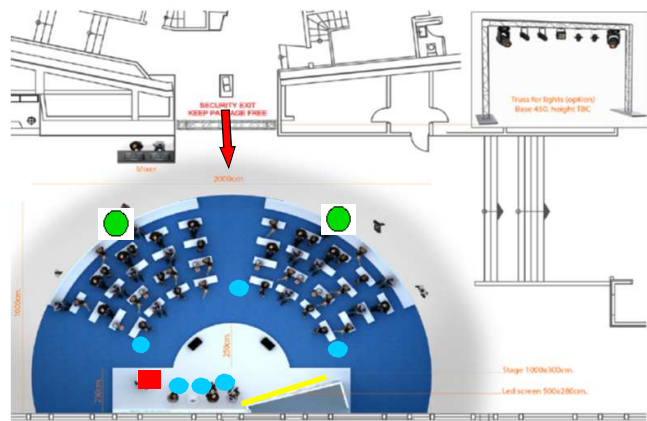 SECURITY EXIT
KEEP PASSAGE FREE
Truss for lights (option)
Base 450, height TBC
Mixer
2000cm.
1000cm.
250cm.
250cm.
Stage 1000x300cm.
Led screen 500x280cm.